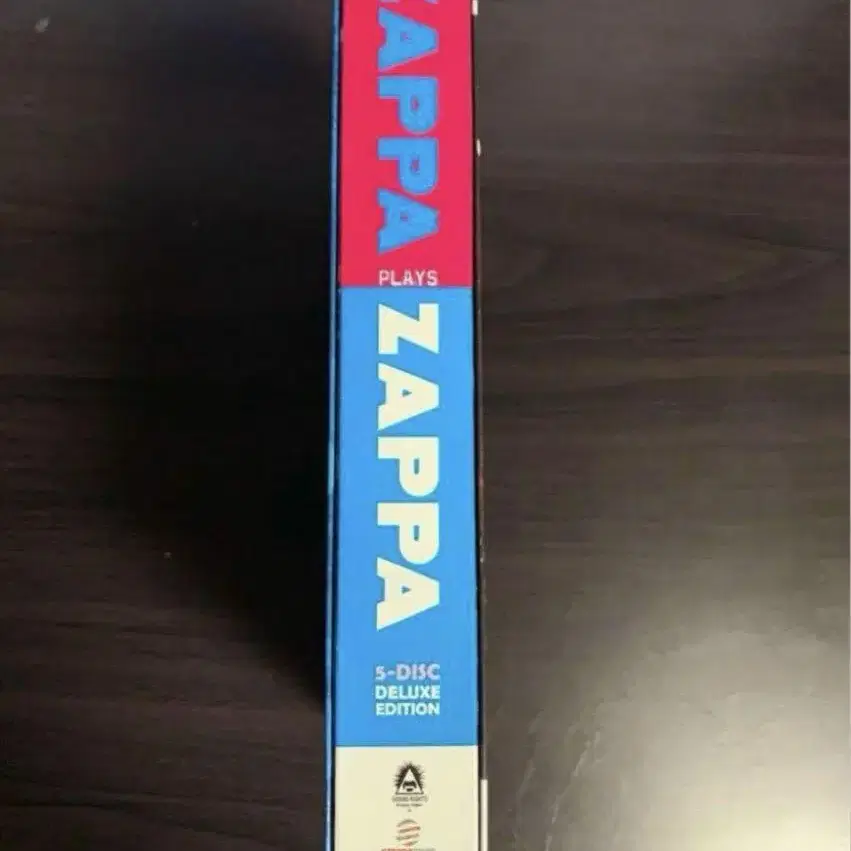 ZAPPA
PLAYS
ZAPPA
5-DISC
DELUXE
EDITION